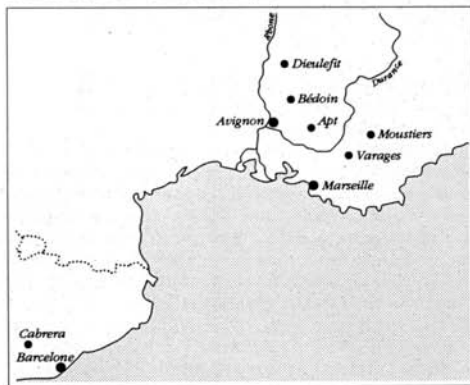 Rhône
Dieulefit
Durance
Bédoin
Avignon
Apt
Moustiers
Varages
Marseille
Cabrera
Barcelone